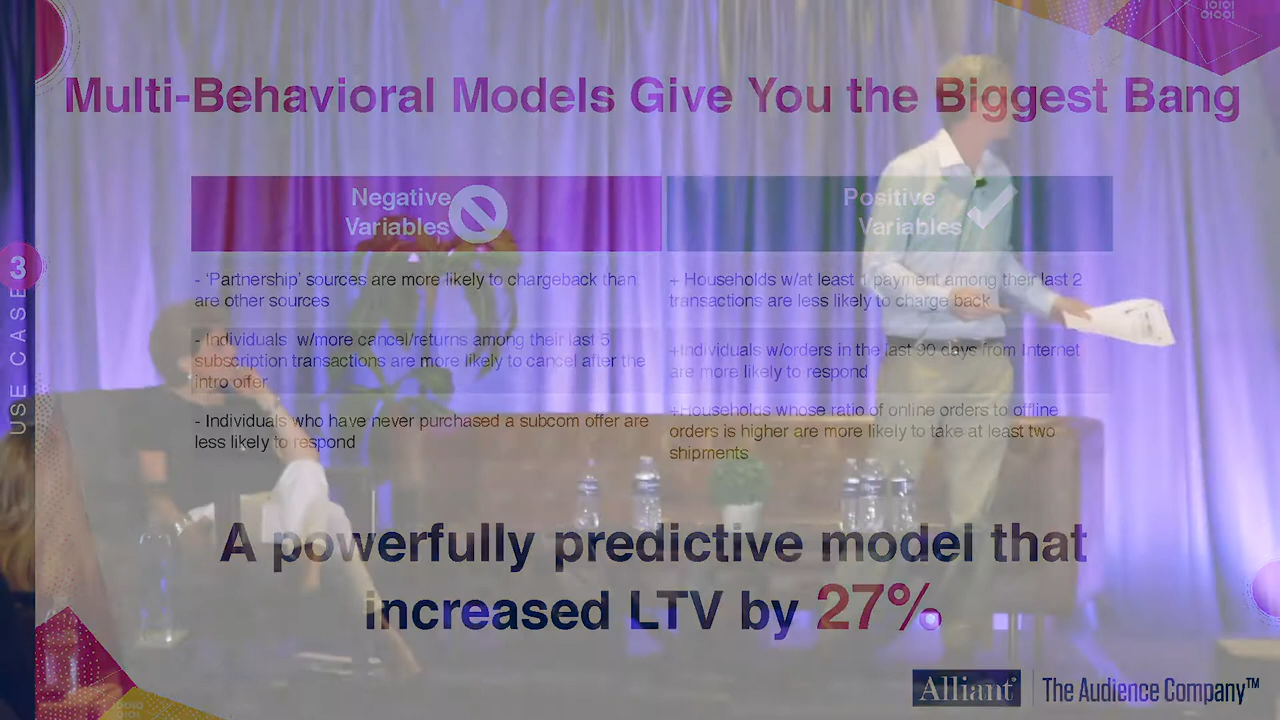 Multi-Behavioral Models Give You the Biggest Bang
Negative
Variables
Positive
Variables
- ‘Partnership’ sources are more likely to chargeback than
are other sources
+ Households w/at least 1 payment among their last 2
transactions are less likely to charge back
- Individuals w/more cancel/returns among their last 5
subscription transactions are more likely to cancel after the
intro offer
+Individuals w/orders in the last 90 days from Internet
are more likely to respond
- Individuals who have never purchased a subcom offer are
less likely to respond
+Households whose ratio of online orders to offline
orders is higher are more likely to take at least two
shipments
A powerfully predictive model that
increased LTV by 27%
3
USE CASE
Alliant
The Audience Company™
10101
01001